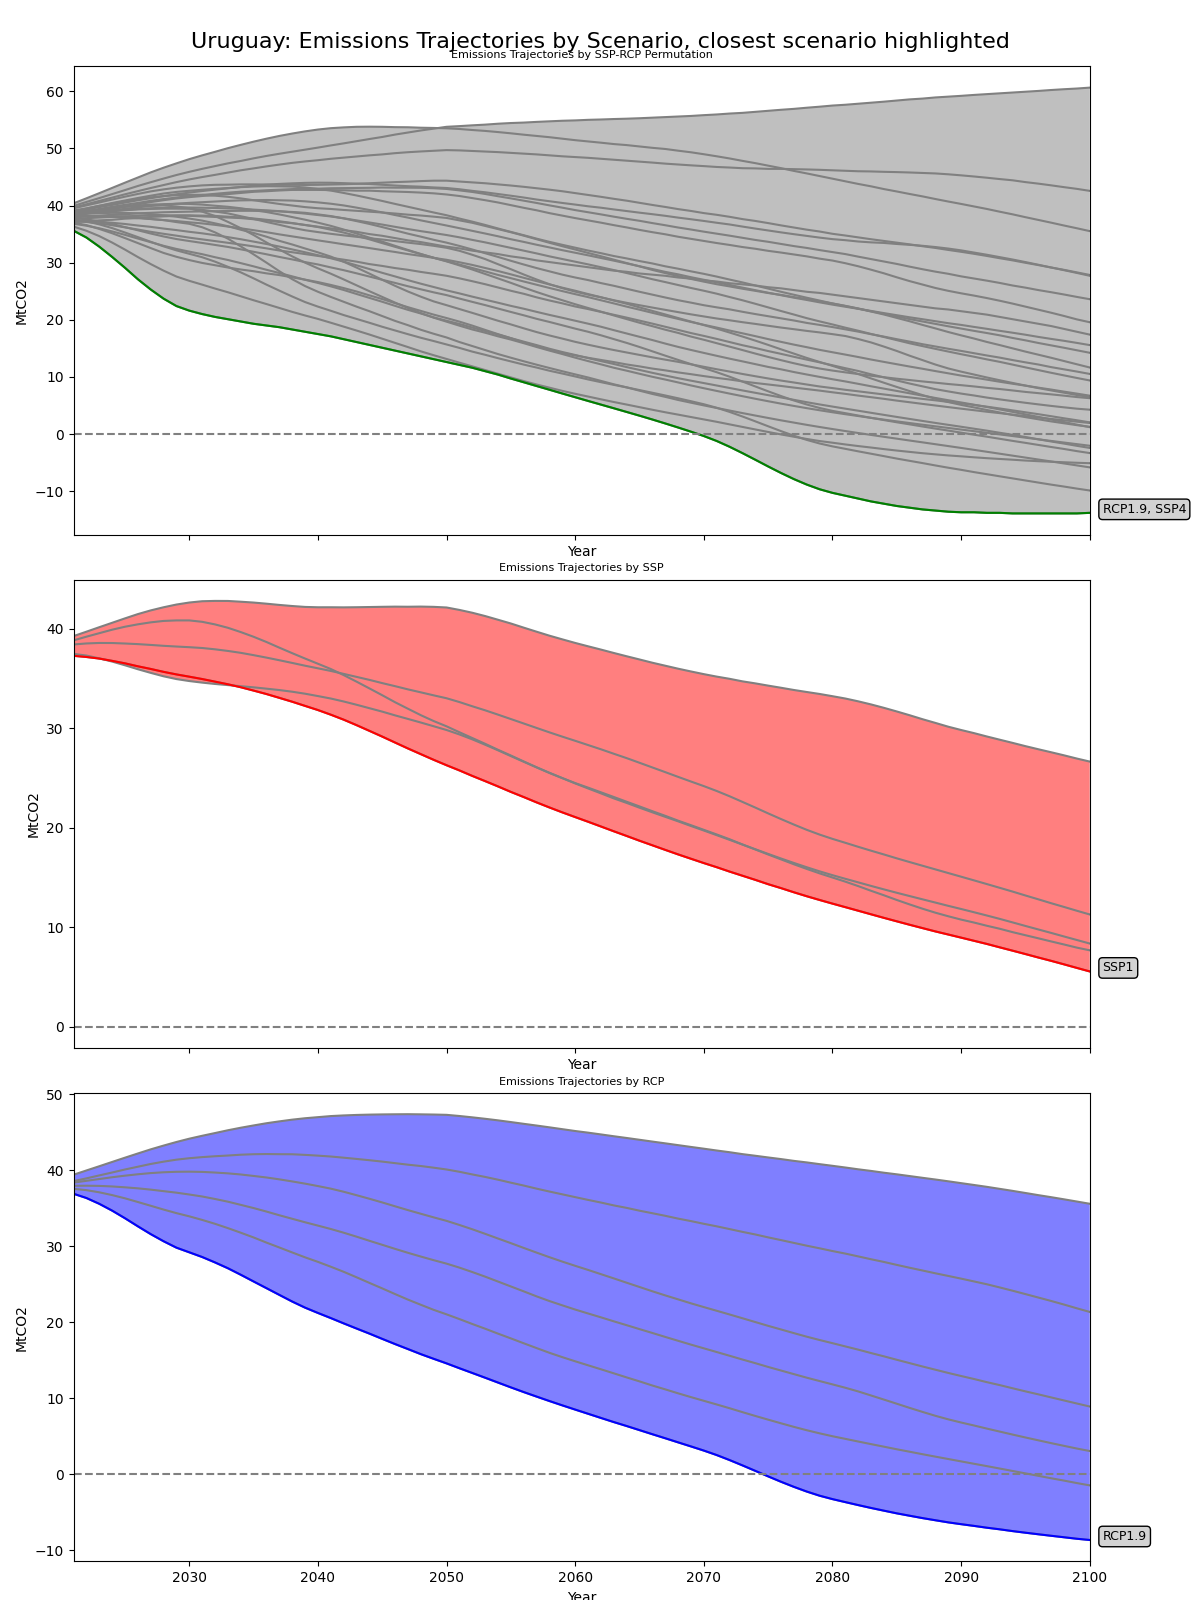 Uruguay: Emissions Trajectories by Scenario, closest scenario highlighted
Emissions Trajectories by SSP-RCP Permutation
60
50
40
30
20
10
0
−10
MtCO2
RCP1.9, SSP4
Year
Emissions Trajectories by SSP
40
30
20
10
0
MtCO2
SSP1
Year
Emissions Trajectories by RCP
50
40
30
20
10
0
−10
MtCO2
RCP1.9
2030 2040 2050 2060 2070 2080 2090 2100
Year